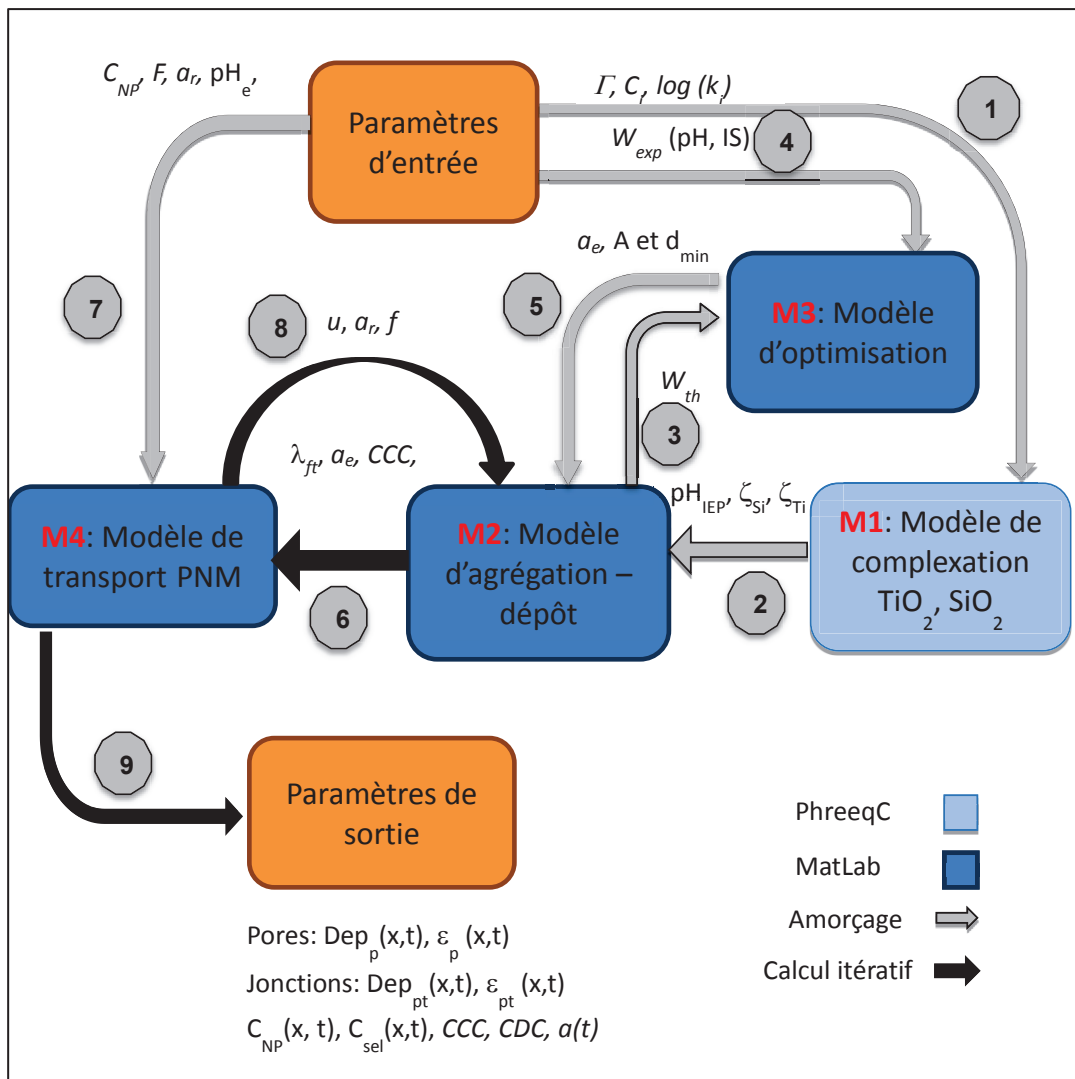 C_NP, F, a_r, pH_e,
Γ, C_i, log (k_i)
1
Paramètres
d'entrée
W_exp (pH, IS)
4
a_e, A et d_min
7
5
8
u, a_r, f
M3: Modèle
d'optimisation
W_th
3
λ_ft, a_e, CCC,
pH_IEP, ζ_Si, ζ_Ti
M4: Modèle de
transport PNM
M2: Modèle
d'agrégation –
dépôt
M1: Modèle de
complexation
TiO_2, SiO_2
6
2
9
Paramètres de
sortie
PhreeqC
MatLab
Amorçage
Calcul itératif
Pores: Dep_p(x,t), ε_p (x,t)
Jonctions: Dep_pt(x,t), ε_pt (x,t)
C_NP(x, t), C_sel(x,t), CCC, CDC, a(t)